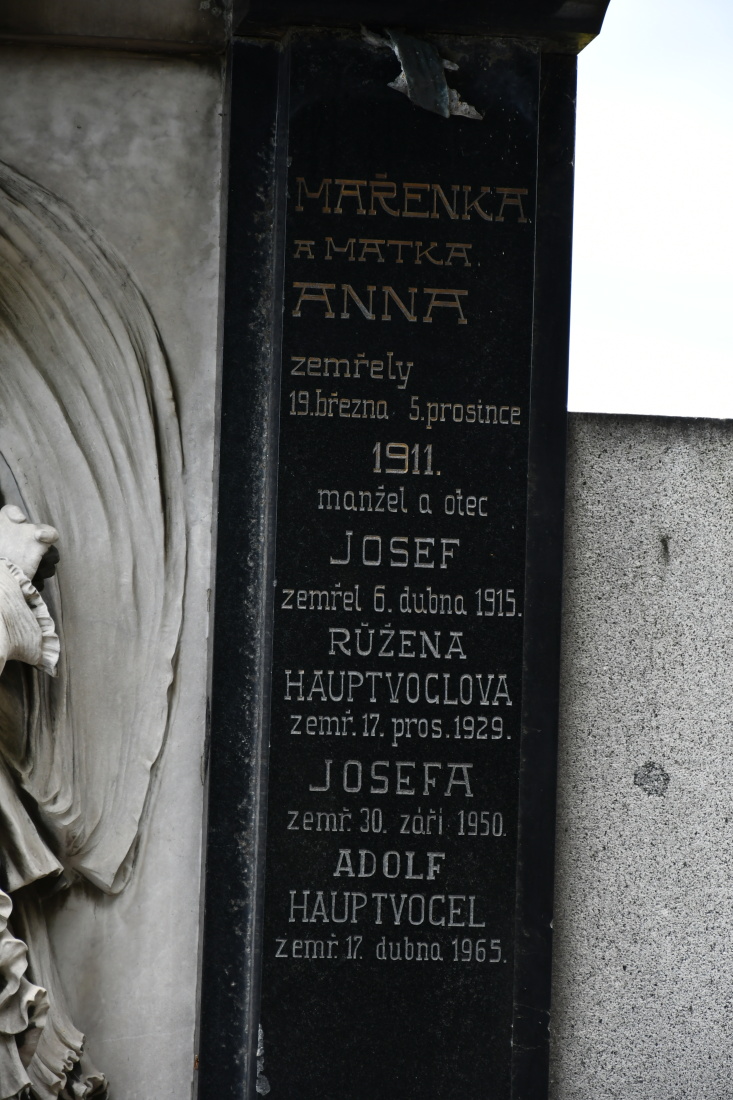 MAŘENKA
A MATKA
ANNA
zemřely
19.března 5.prosince
1911.
manžel a otec
JOSEF
zemřel 6. dubna 1915.
RŮŽENA
HAUPTVOGLOVA
zemř. 17. pros. 1929.
JOSEFA
zemř. 30. září 1950.
ADOLF
HAUPTVOGEL
zemř. 17. dubna 1965.